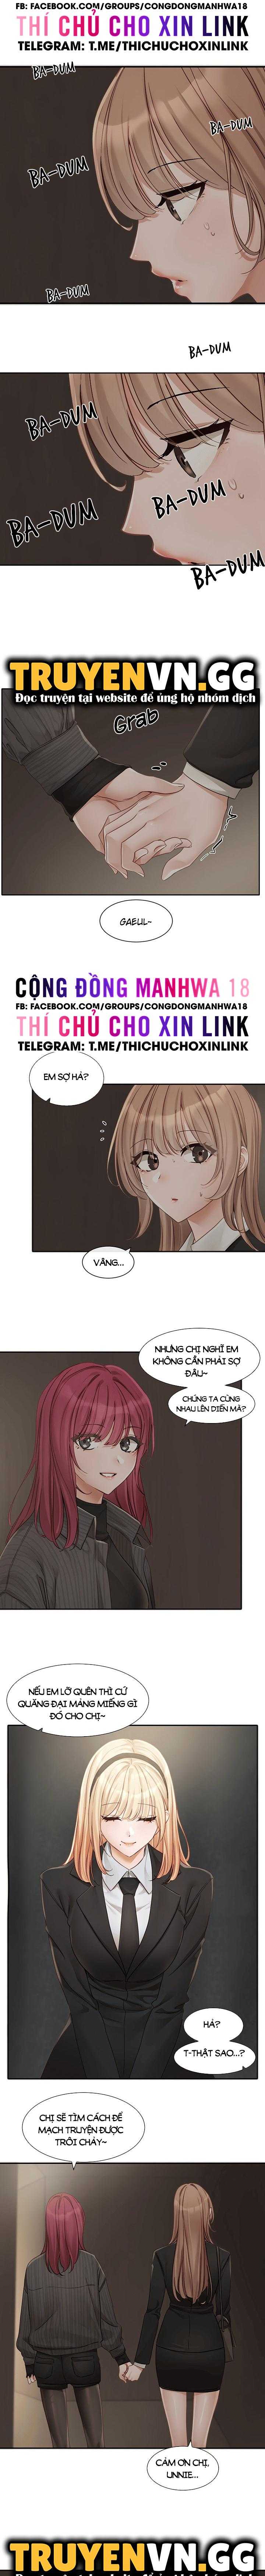 FB: FACEBOOK.COM/GROUPS/CONGDONGMANHWA18
THÍ CHỦ CHO XIN LINK
TELEGRAM: T.ME/THICHUCHOXINLINK
BA-DUM
BA-DUM
BA-DUM
BA-DUM
BA-DUM
BA-DUM
BA-DUM
BA-DUM
BA-DUM
TRUYENVN.GG
Đọc truyện tại website để ủng hộ nhóm dịch
Grab
GAEUL~
CỘNG ĐỒNG MANHWA 18
FB: FACEBOOK.COM/GROUPS/CONGDONGMANHWA18
THÍ CHỦ CHO XIN LINK
TELEGRAM: T.ME/THICHUCHOXINLINK
EM SỢ HẢ?
VÂNG...
NHƯNG CHỊ NGHĨ EM
KHÔNG CẦN PHẢI SỢ
ĐÂU~
CHÚNG TA CÙNG
NHAU LÊN DIỄN MÀ?
NẾU EM LỠ QUÊN THÌ CỨ
QUĂNG ĐẠI MẢNG MIẾNG GÌ
ĐÓ CHO CHỊ~
HẢ?
T-THẬT SAO...?
CHỊ SẼ TÌM CÁCH ĐỂ
MẠCH TRUYỆN ĐƯỢC
TRÔI CHẢY~
CẢM ƠN CHỊ,
UNNIE...
TRUYENVN.GG